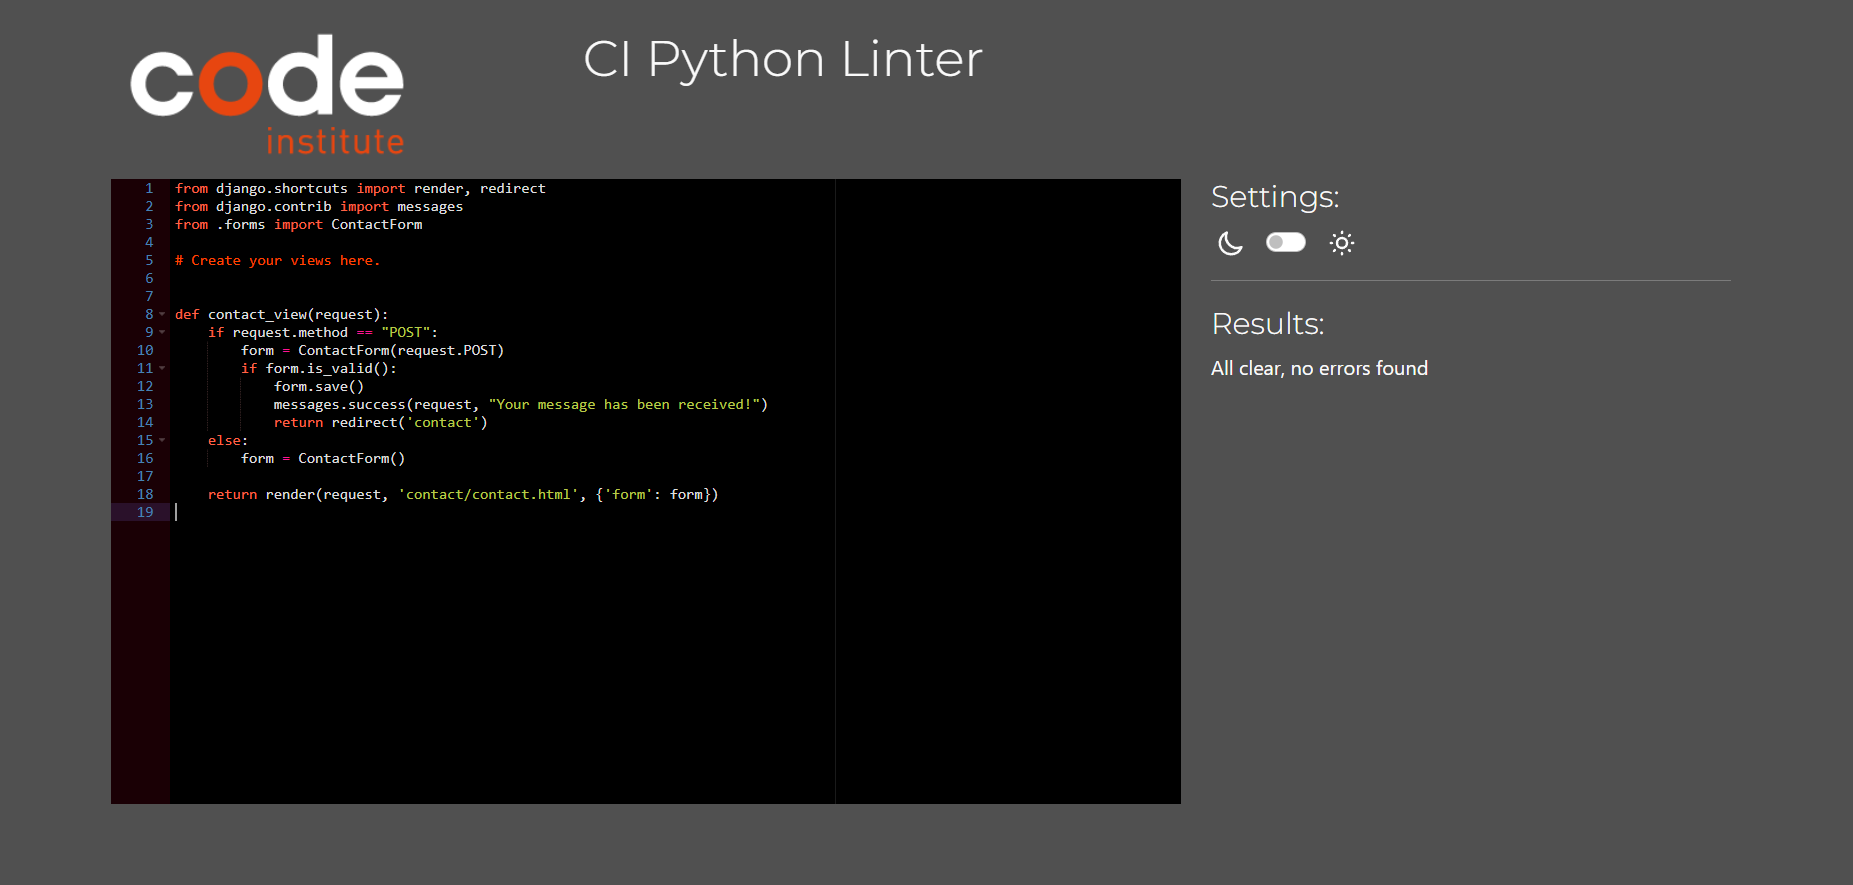 code
institute
CI Python Linter
1 from django.shortcuts import render, redirect
2 from django.contrib import messages
3 from .forms import ContactForm
4
5 # Create your views here.
6
7
8 def contact_view(request):
9     if request.method == "POST":
10         form = ContactForm(request.POST)
11         if form.is_valid():
12             form.save()
13             messages.success(request, "Your message has been received!")
14             return redirect('contact')
15     else:
16         form = ContactForm()
17
18     return render(request, 'contact/contact.html', {'form': form})
19
Settings:
Results:
All clear, no errors found